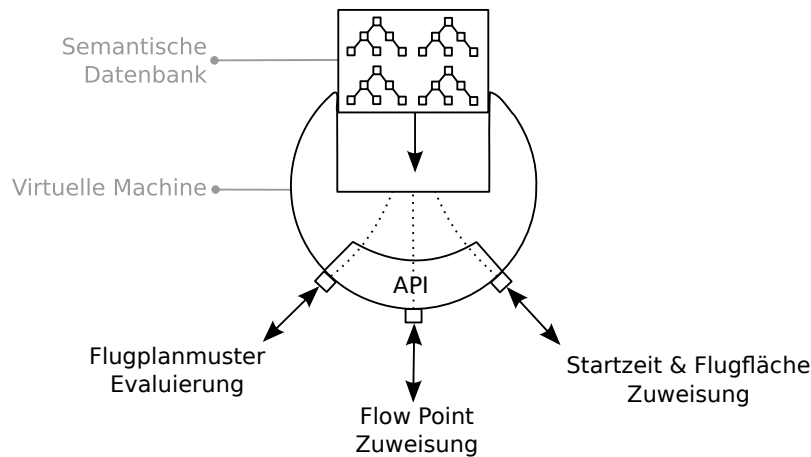 Semantische
Datenbank
Virtuelle Machine
API
Flugplanmuster
Evaluierung
Flow Point
Zuweisung
Startzeit & Flugfläche
Zuweisung